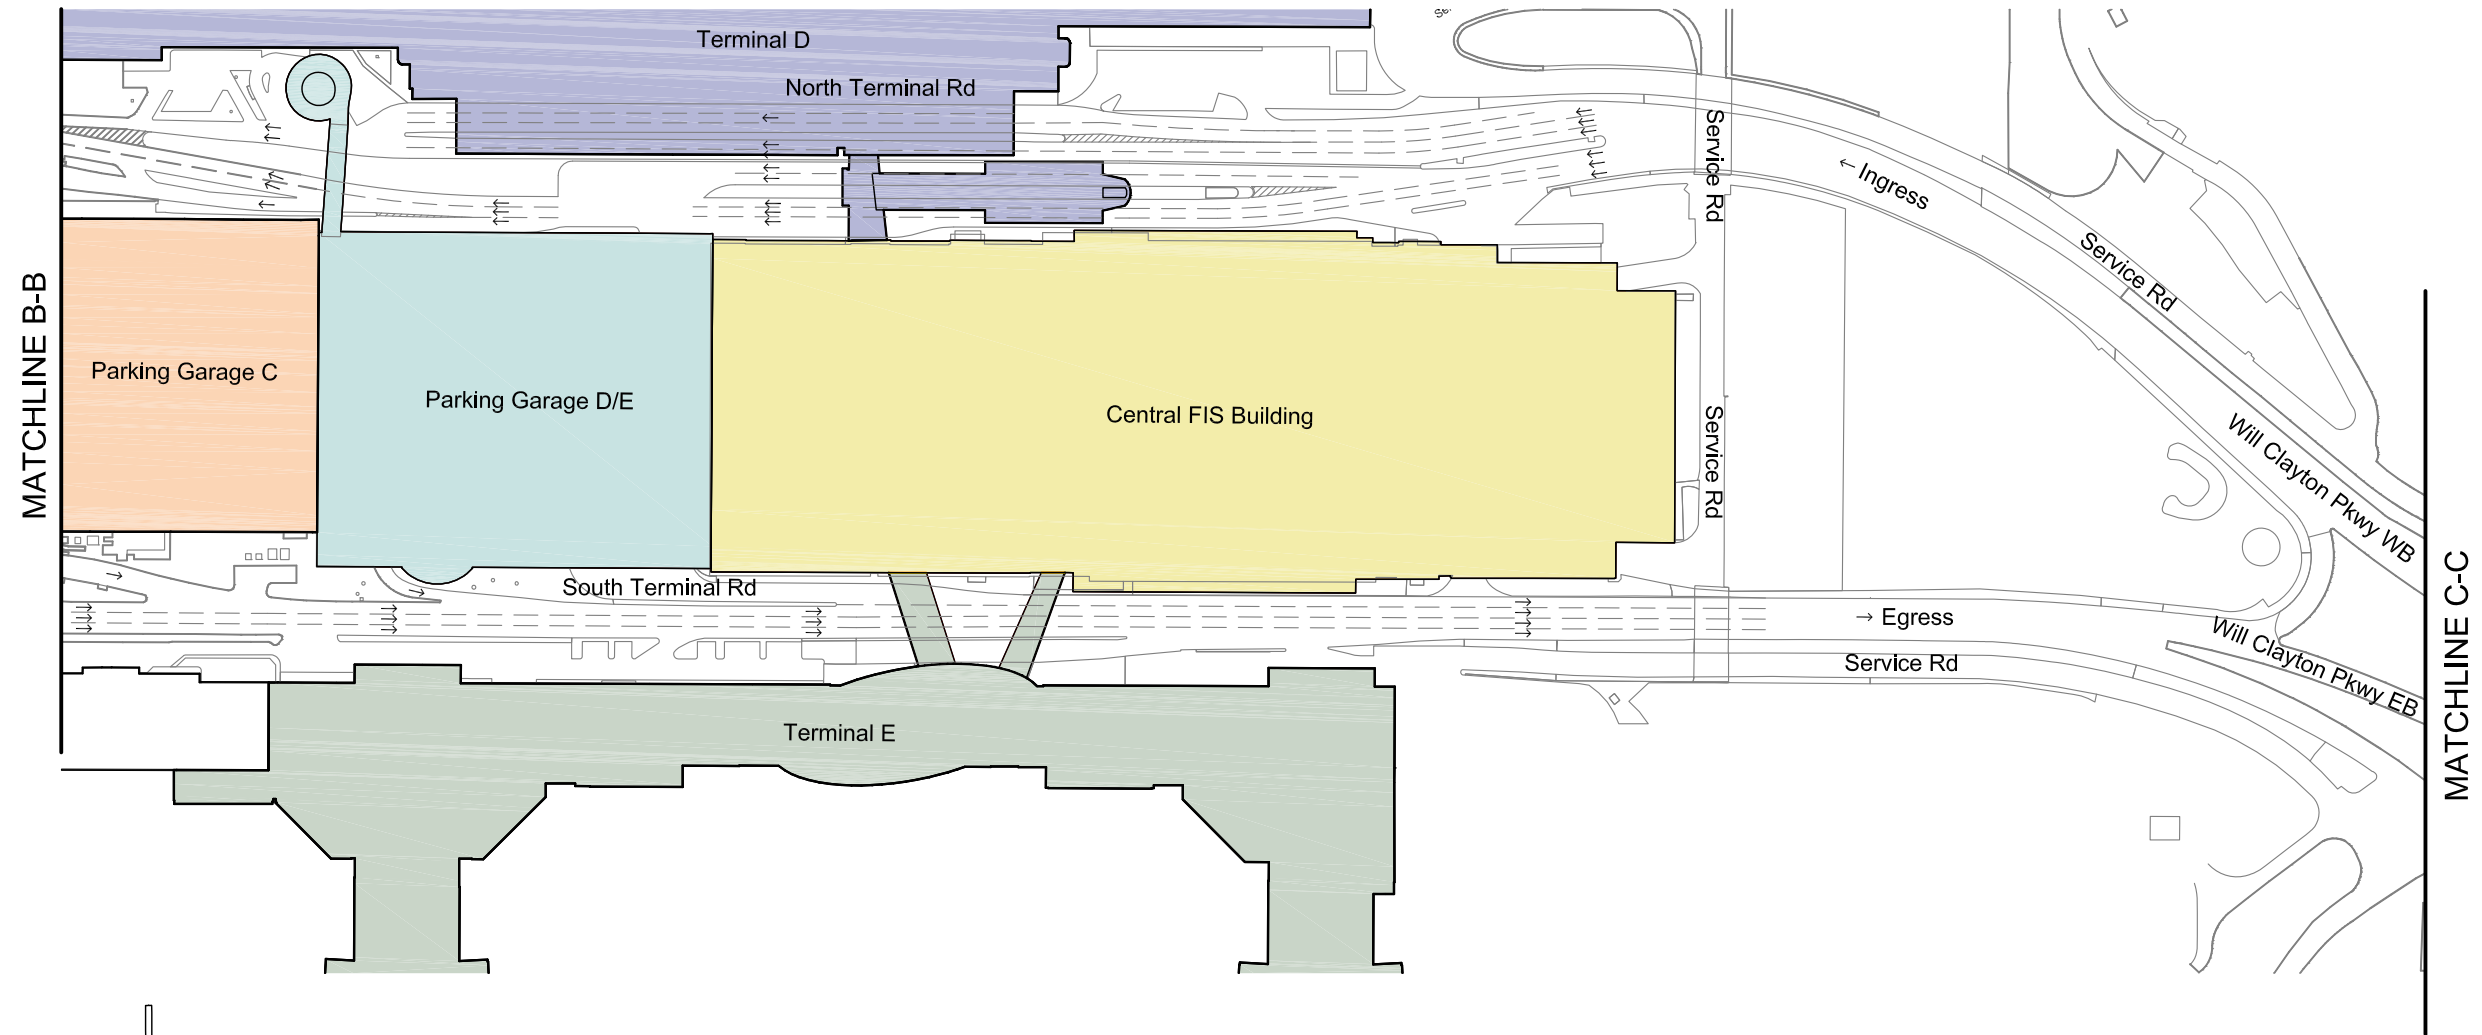 Terminal D
North Terminal Rd
Service Rd
Ingress
Service Rd
MATCHLINE B-B
Parking Garage C
Parking Garage D/E
Central FIS Building
Service Rd
Will Clayton Pkwy WB
South Terminal Rd
Egress
Will Clayton Pkwy EB
Service Rd
MATCHLINE C-C
Terminal E